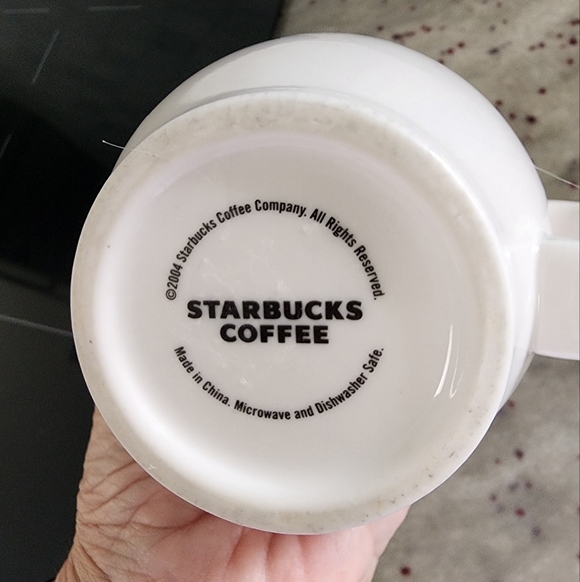 ©2004 Starbucks Coffee Company. All Rights Reserved.
STARBUCKS
COFFEE
Made in China. Microwave and Dishwasher Safe.